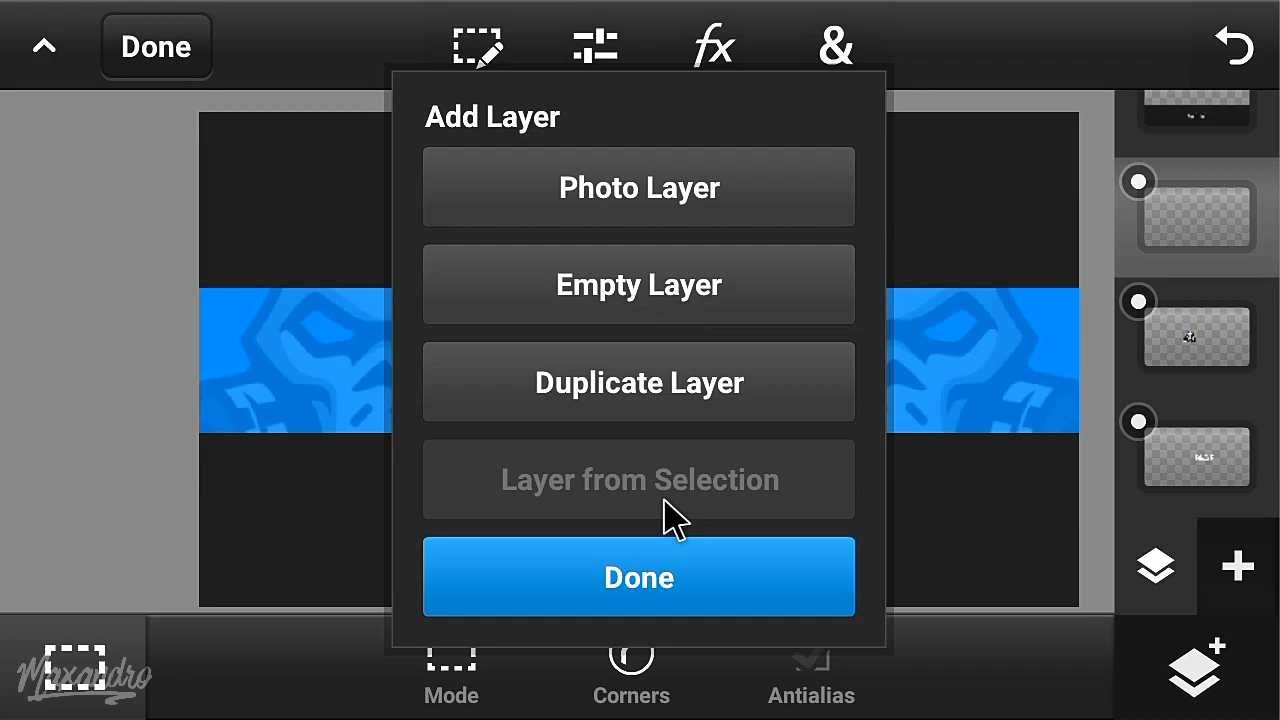 Done
fx
&
Add Layer
Photo Layer
Empty Layer
Duplicate Layer
Layer from Selection
Done
Mode
Corners
Antialias
Maxandro